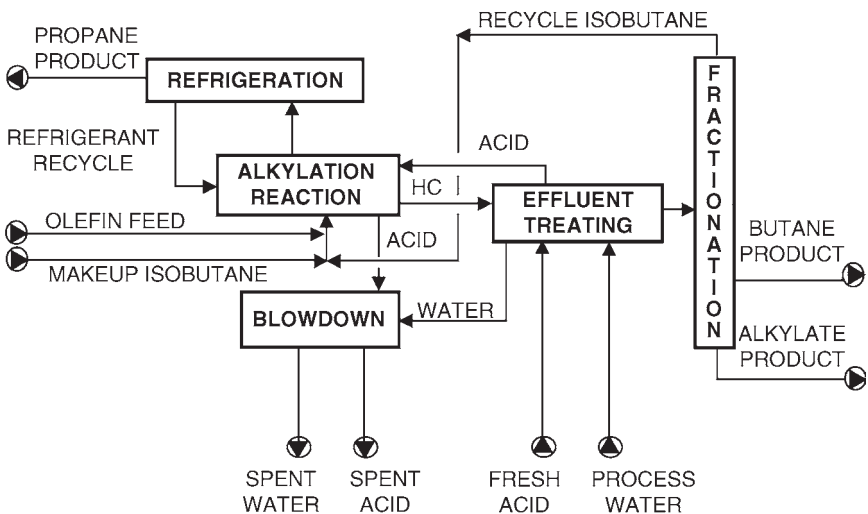 RECYCLE ISOBUTANE
PROPANE
PRODUCT
REFRIGERATION
FRACTIONATION
REFRIGERANT
RECYCLE
ACID
ALKYLATION
REACTION
HC
EFFLUENT
TREATING
OLEFIN FEED
ACID
BUTANE
PRODUCT
MAKEUP ISOBUTANE
WATER
BLOWDOWN
ALKYLATE
PRODUCT
SPENT
WATER
SPENT
ACID
FRESH
ACID
PROCESS
WATER